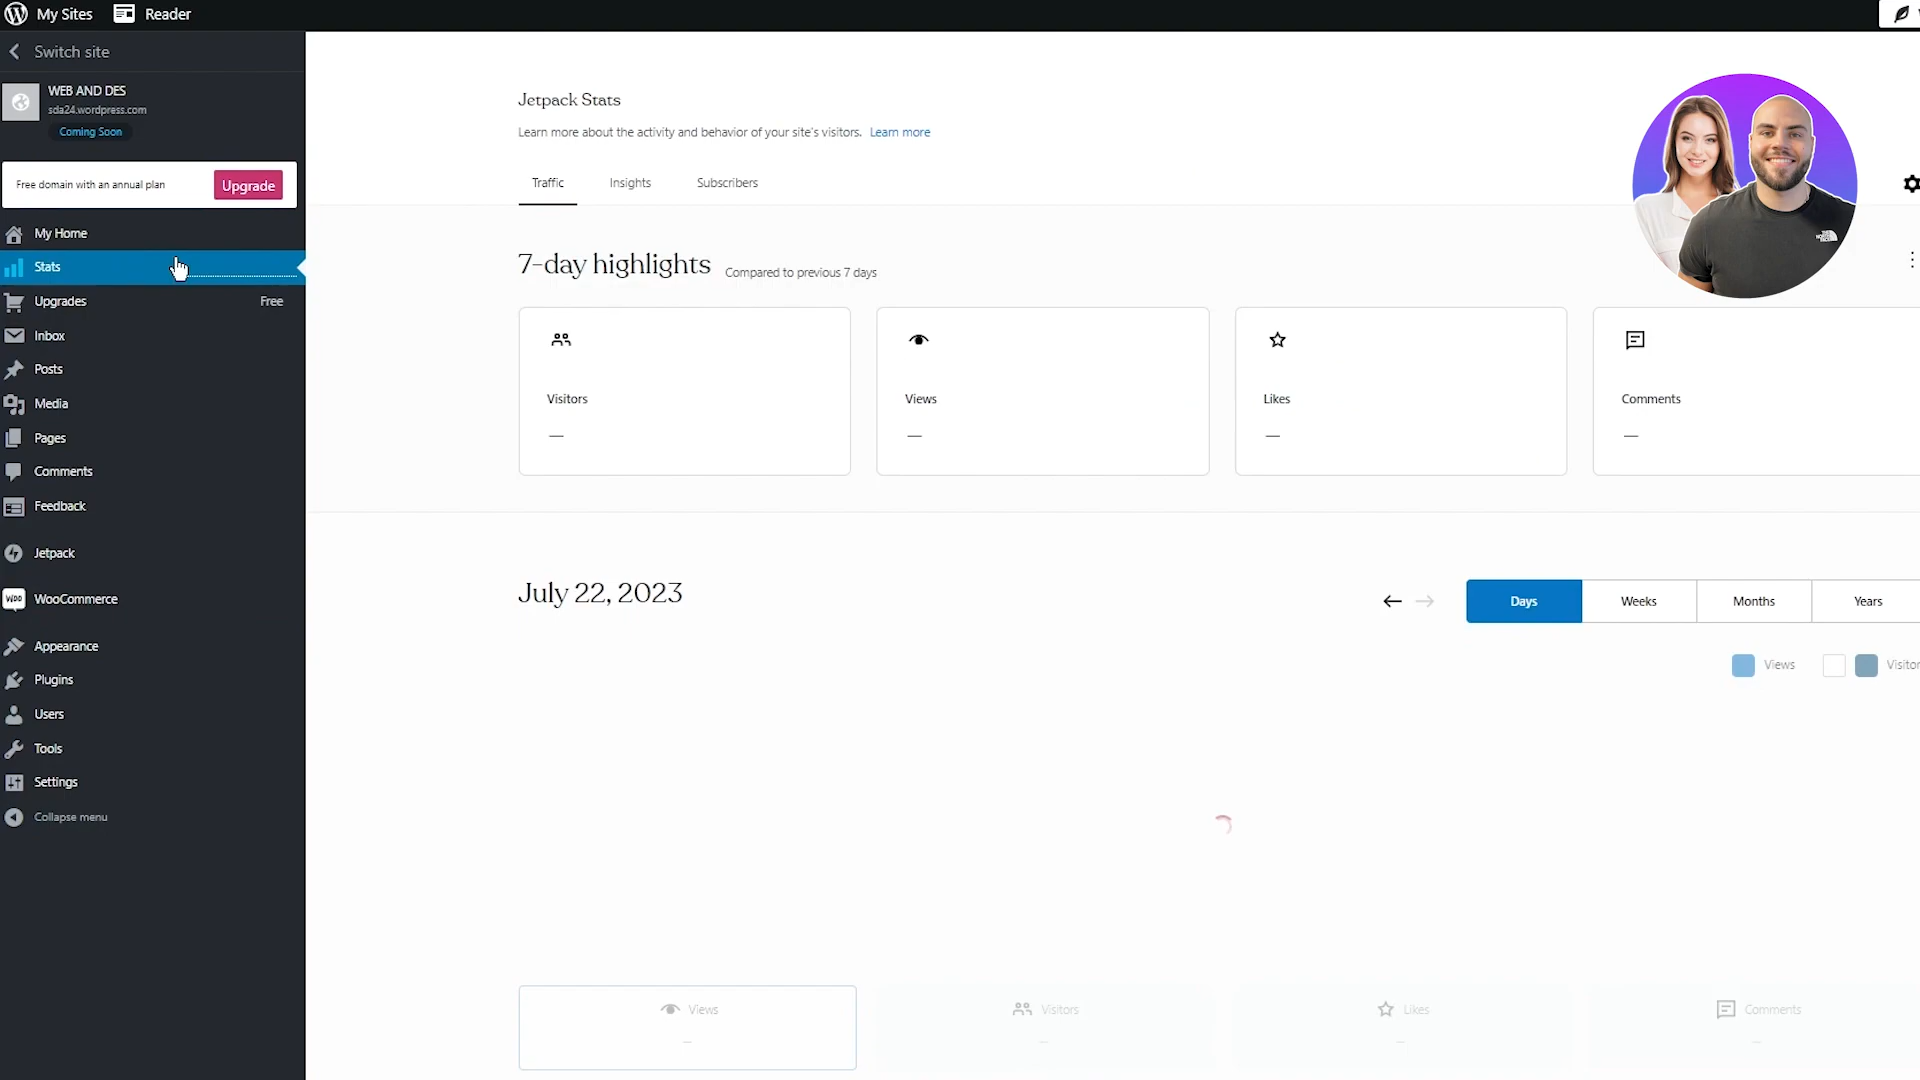 My Sites
Reader
Switch site
WEB AND DES
sda24.wordpress.com
Coming Soon
Free domain with an annual plan
Upgrade
My Home
Stats
Upgrades
Free
Inbox
Posts
Media
Pages
Comments
Feedback
Jetpack
WooCommerce
Appearance
Plugins
Users
Tools
Settings
Collapse menu
Jetpack Stats
Learn more about the activity and behavior of your site's visitors. Learn more
Traffic
Insights
Subscribers
7-day highlights
Compared to previous 7 days
Visitors
—
Views
—
Likes
—
Comments
—
July 22, 2023
Days
Weeks
Months
Years
Views
Visitor
Views
—
Visitors
—
Likes
—
Comments
—